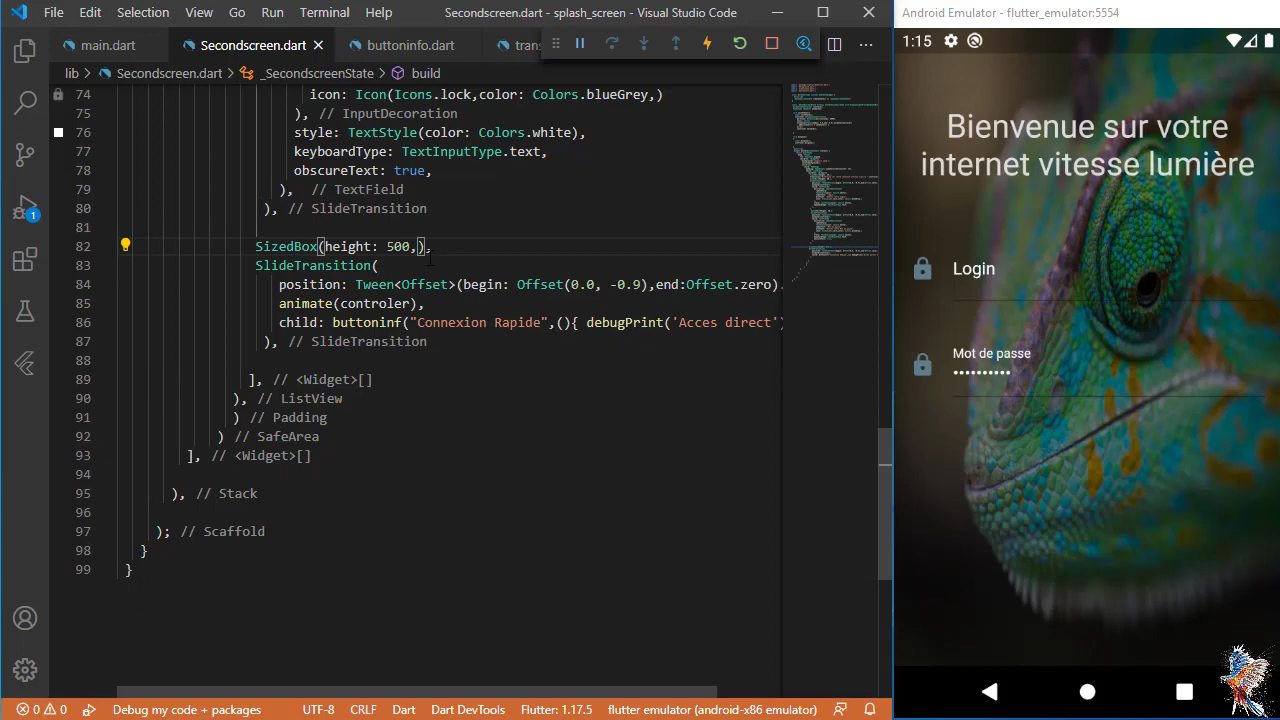 File Edit Selection View Go Run Terminal Help Secondscreen.dart - splash_screen - Visual Studio Code
Android Emulator - flutter_emulator:5554
main.dart Secondscreen.dart buttoninfo.dart trans
lib > Secondscreen.dart > _SecondscreenState > build
74 icon: Icon(Icons.lock,color: Colors.blueGrey,)
75 ), // InputDecoration
76 style: TextStyle(color: Colors.white),
77 keyboardType: TextInputType.text,
78 obscureText: true,
79 ), // TextField
80 ), // SlideTransition
81
82 SizedBox(height: 500,),
83 SlideTransition(
84 position: Tween<Offset>(begin: Offset(0.0, -0.9),end:Offset.zero).
85 animate(controler),
86 child: buttoninf("Connexion Rapide",(){ debugPrint('Acces direct')
87 ), // SlideTransition
88
89 ], // <Widget>[]
90 ), // ListView
91 ) // Padding
92 ) // SafeArea
93 ], // <Widget>[]
94
95 ), // Stack
96
97 ); // Scaffold
98 }
99 }
1
0 0 Debug my code + packages UTF-8 CRLF Dart Dart DevTools Flutter: 1.17.5 flutter emulator (android-x86 emulator)
1:15
Bienvenue sur votre
internet vitesse lumière
Login
Mot de passe